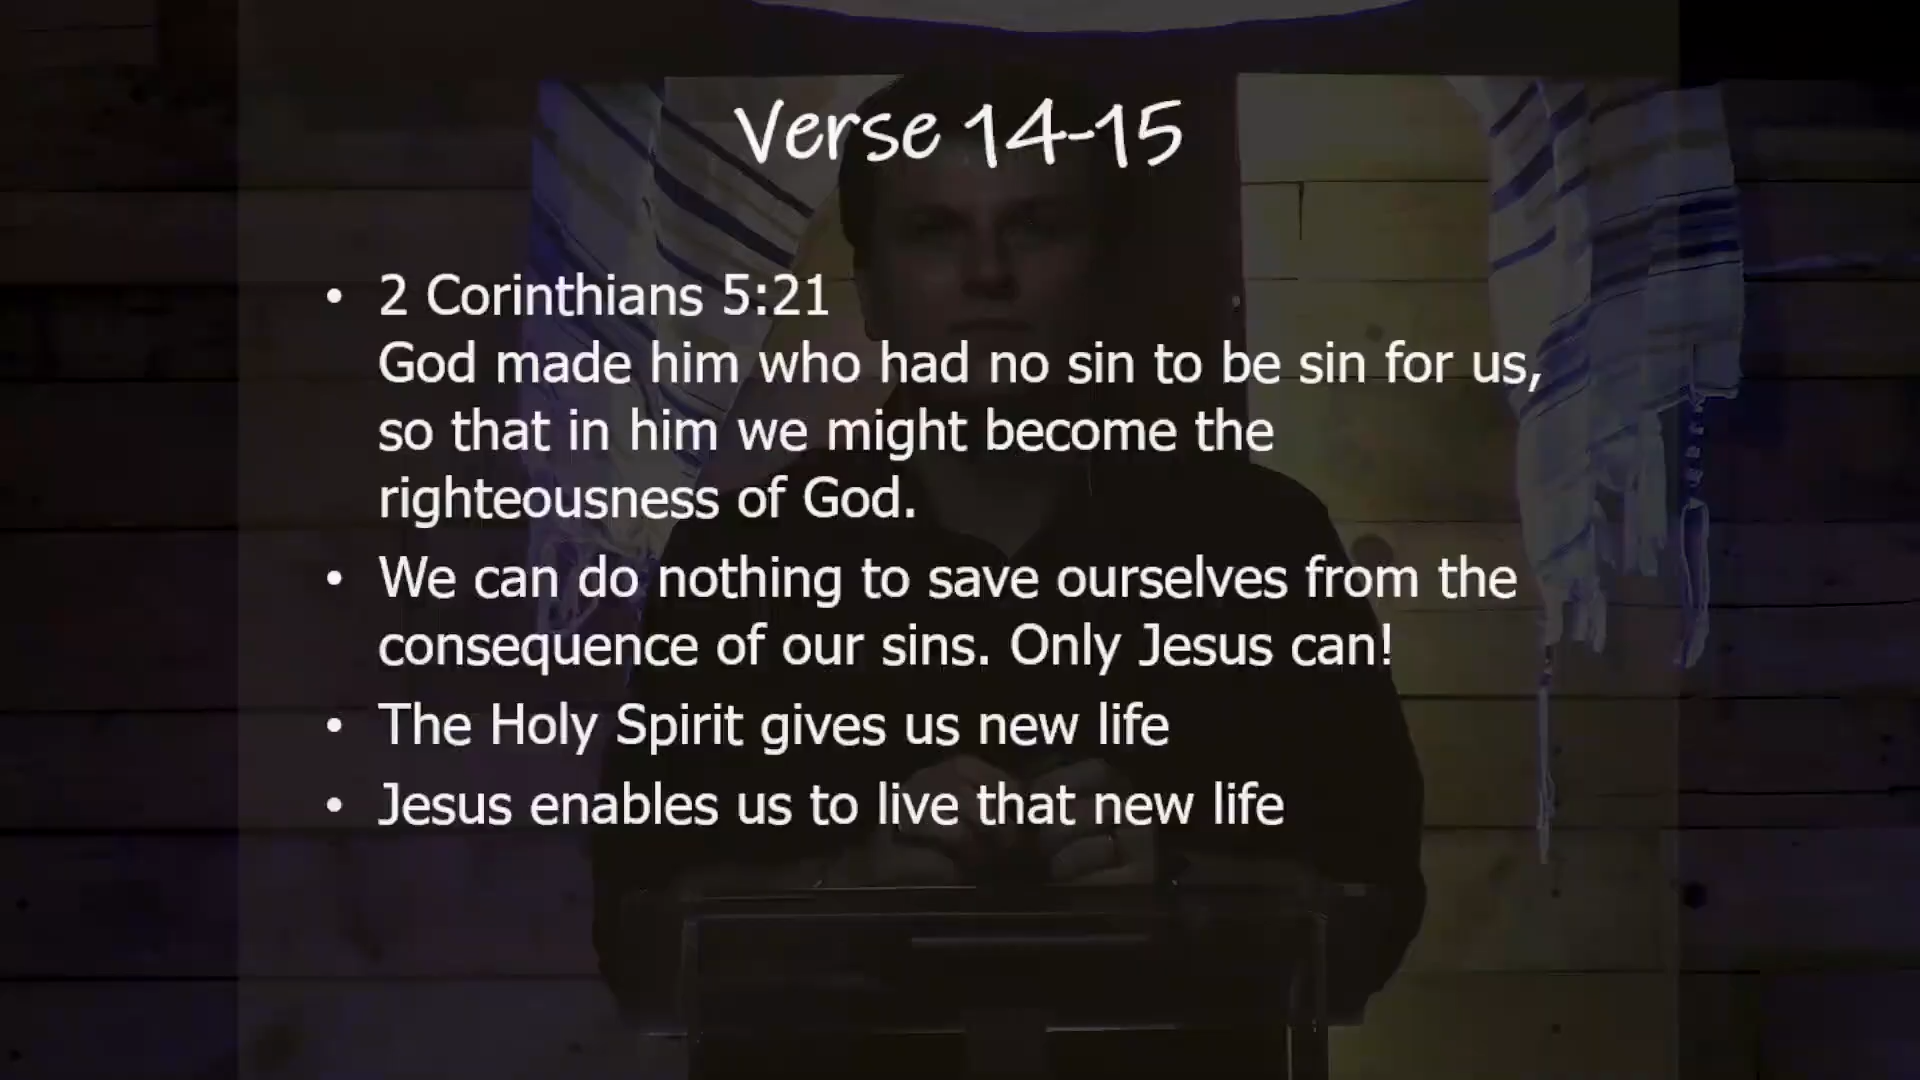 Verse 14-15
• 2 Corinthians 5:21
God made him who had no sin to be sin for us,
so that in him we might become the
righteousness of God.
• We can do nothing to save ourselves from the
consequence of our sins. Only Jesus can!
• The Holy Spirit gives us new life
• Jesus enables us to live that new life